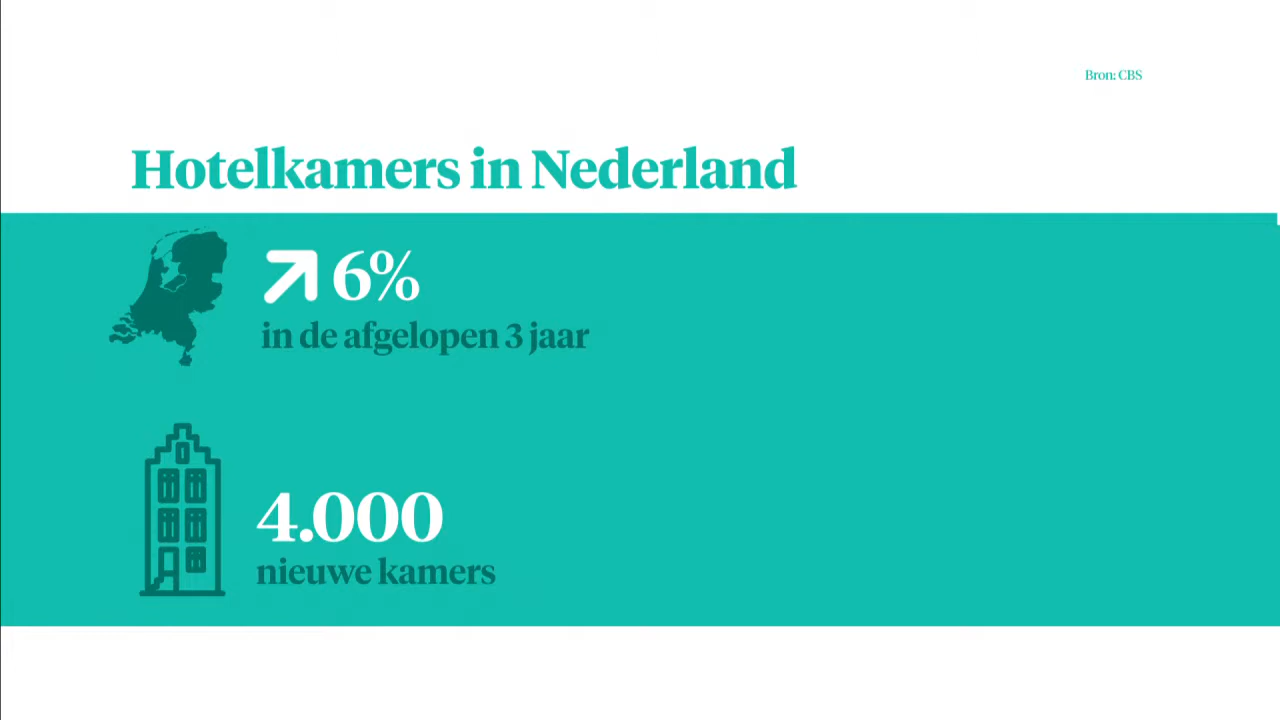 Bron: CBS
Hotelkamers in Nederland
6%
in de afgelopen 3 jaar
4.000
nieuwe kamers